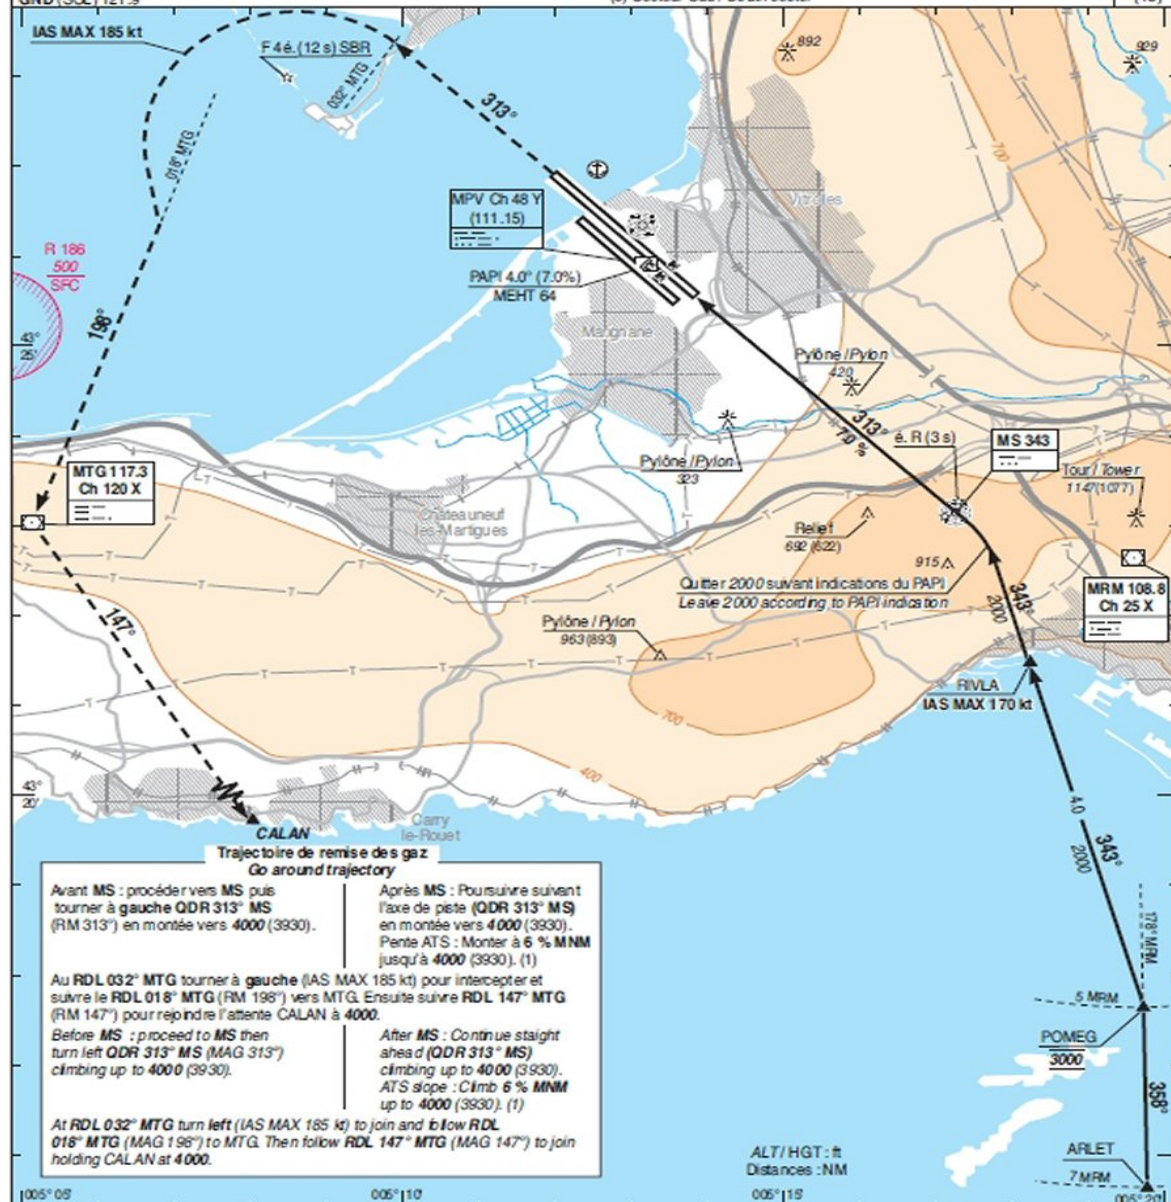 GND (SOL) 121.9
IAS MAX 185 kt
F 4 é. (12 s) SBR
032° MTG
313°
892
929
018° MTG
700
MPV Ch 48 Y
(111.15)
Vitrolles
R 186
500
SFC
PAPI 4.0° (7.0%)
MEHT 64
198°
43°
25'
Marignane
Pylône / Pylon
420
313°
7.0 %
é. R (3 s)
MS 343
MTG 117.3
Ch 120 X
Pylône / Pylon
323
Tour / Tower
1147 (1077)
Châteauneuf
les-Martigues
Relief
692 (622)
915
Quitter 2000 suivant indications du PAPI
Leave 2000 according to PAPI indication
MRM 108.8
Ch 25 X
343°
2000
147°
Pylône / Pylon
963 (893)
RIVLA
IAS MAX 170 kt
700
400
43°
20'
4.0
343°
2000
CALAN
Carry
le-Rouet
Trajectoire de remise des gaz
Go around trajectory
Avant MS : procéder vers MS puis
tourner à gauche QDR 313° MS
(RM 313°) en montée vers 4000 (3930).
Après MS : Poursuivre suivant
l'axe de piste (QDR 313° MS)
en montée vers 4000 (3930).
Pente ATS : Monter à 6 % MNM
jusqu'à 4000 (3930). (1)
Au RDL 032° MTG tourner à gauche (IAS MAX 185 kt) pour intercepter et
suivre le RDL 018° MTG (RM 198°) vers MTG. Ensuite suivre RDL 147° MTG
(RM 147°) pour rejoindre l'attente CALAN à 4000.
Before MS : proceed to MS then
turn left QDR 313° MS (MAG 313°)
climbing up to 4000 (3930).
After MS : Continue staight
ahead (QDR 313° MS)
climbing up to 4000 (3930).
ATS slope : Climb 6 % MNM
up to 4000 (3930). (1)
At RDL 032° MTG turn left (IAS MAX 185 kt) to join and follow RDL
018° MTG (MAG 198°) to MTG. Then follow RDL 147° MTG (MAG 147°) to join
holding CALAN at 4000.
178° MRM
5 MRM
POMEG
3000
358°
ARLET
7 MRM
ALT / HGT : ft
Distances : NM
005° 05'
005° 10'
005° 15'
005° 20'